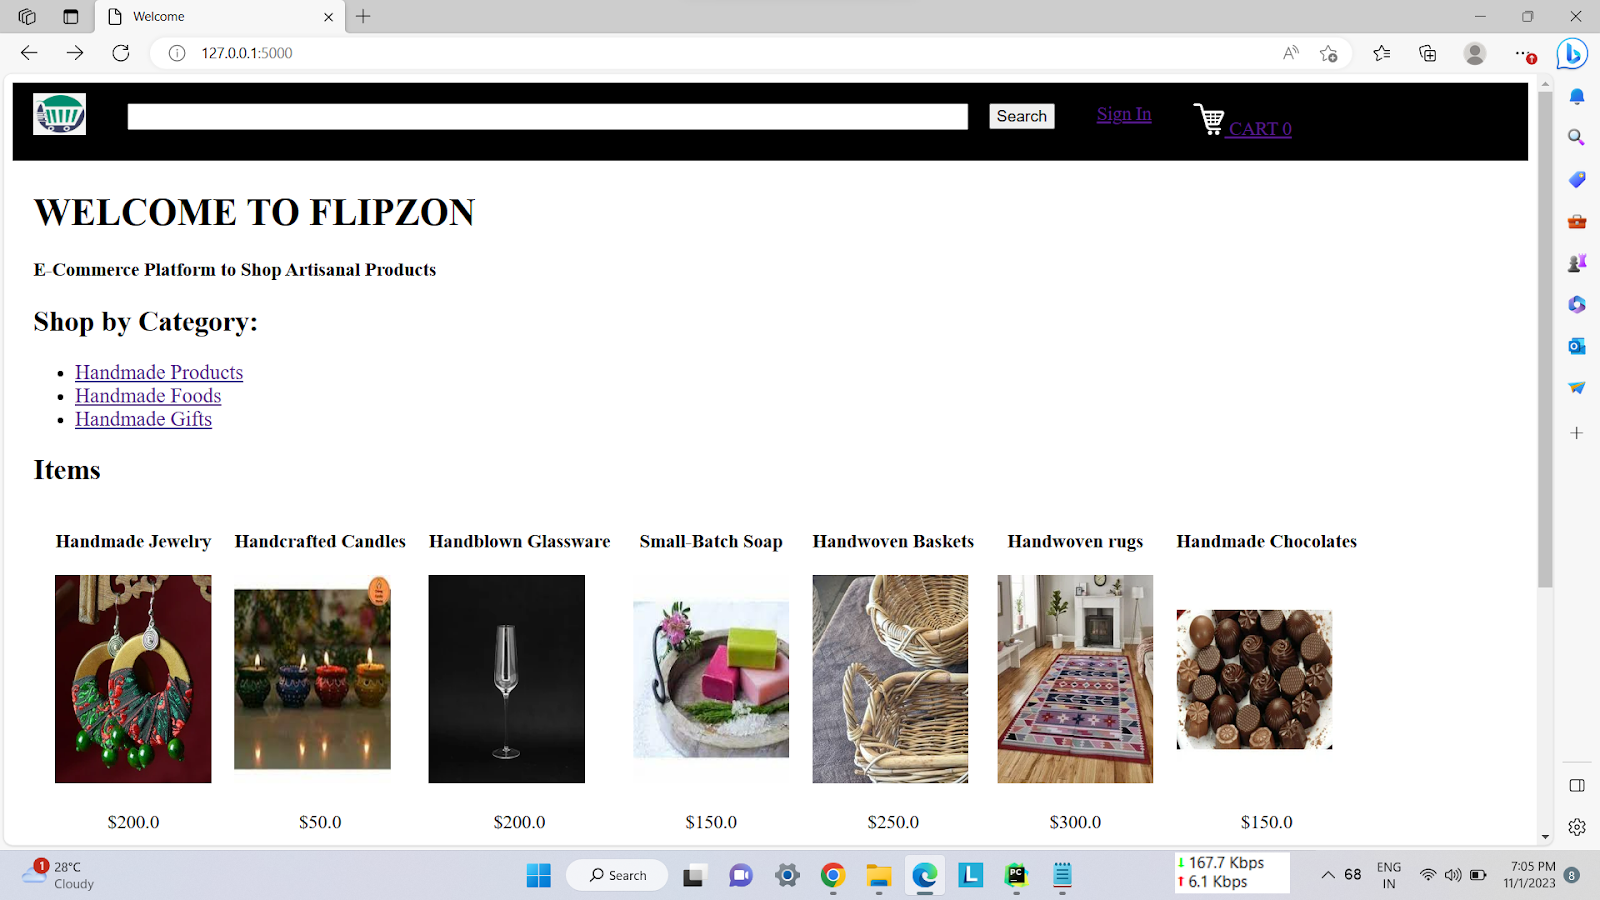 Welcome
127.0.0.1:5000
Search
Sign In
CART 0
WELCOME TO FLIPZON
E-Commerce Platform to Shop Artisanal Products
Shop by Category:
Handmade Products
Handmade Foods
Handmade Gifts
Items
Handmade Jewelry Handcrafted Candles Handblown Glassware Small-Batch Soap Handwoven Baskets Handwoven rugs Handmade Chocolates
$200.0 $50.0 $200.0 $150.0 $250.0 $300.0 $150.0
1
28°C
Cloudy
Search
L
PC
167.7 Kbps
6.1 Kbps
68
ENG
IN
7:05 PM
11/1/2023
8